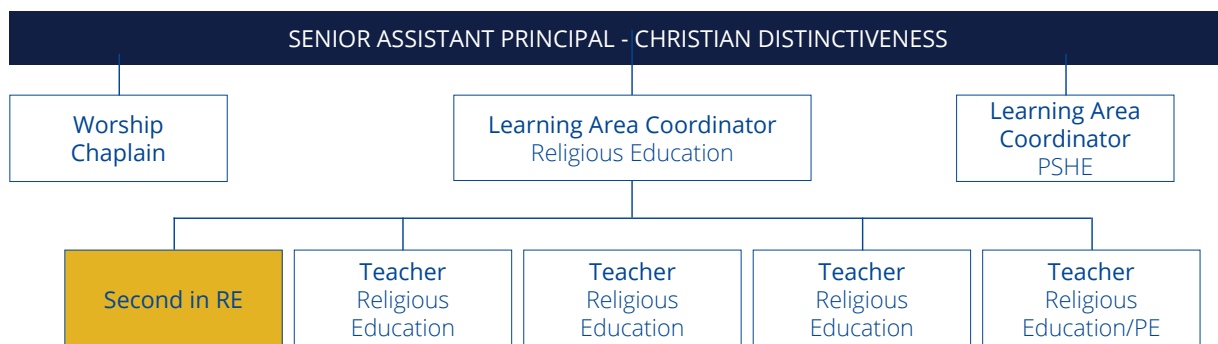 SENIOR ASSISTANT PRINCIPAL - CHRISTIAN DISTINCTIVENESS
Worship
Chaplain
Learning Area Coordinator
Religious Education
Learning Area
Coordinator
PSHE
Second in RE
Teacher
Religious
Education
Teacher
Religious
Education
Teacher
Religious
Education
Teacher
Religious
Education/PE